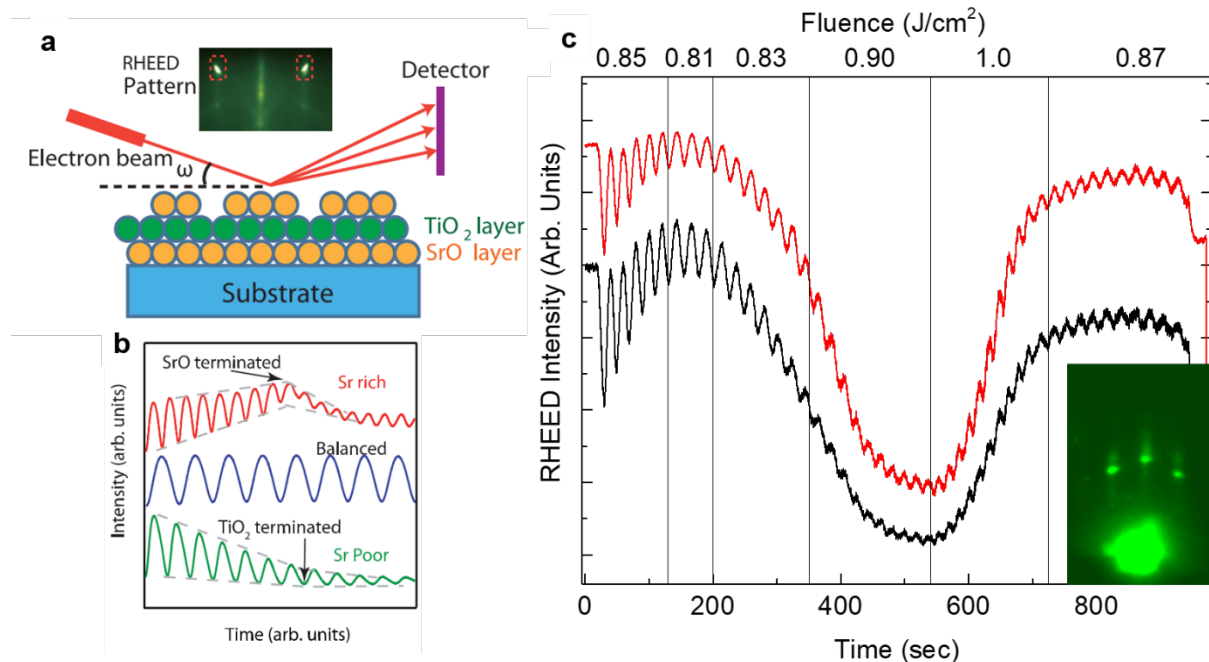 a
RHEED
Pattern
Detector
Electron beam
ω
TiO2 layer
SrO layer
Substrate
b
SrO terminated
Sr rich
Balanced
TiO2 terminated
Sr Poor
Intensity (arb. units)
Time (arb. units)
c
Fluence (J/cm²)
0.85 0.81 0.83 0.90 1.0 0.87
RHEED Intensity (Arb. Units)
0 200 400 600 800
Time (sec)